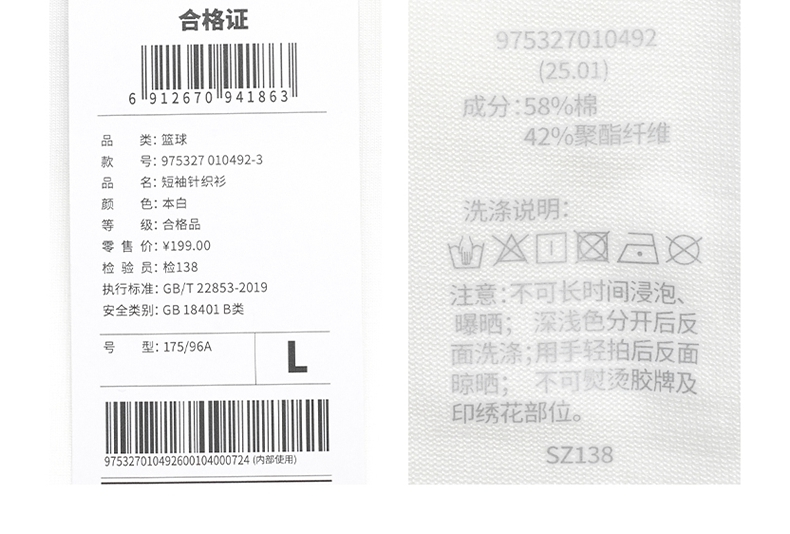 合格证
6 912670 941863
品 类: 篮球
款 号: 975327 010492-3
品 名: 短袖针织衫
颜 色: 本白
等 级: 合格品
零 售 价: ¥199.00
检 验 员: 检138
执行标准: GB/T 22853-2019
安全类别: GB 18401 B类
号 型: 175/96A
L
975327010492600104000724 (内部使用)
975327010492
(25.01)
成分:58%棉
42%聚酯纤维
洗涤说明:
注意:不可长时间浸泡、
曝晒; 深浅色分开后反
面洗涤;用手轻拍后反面
晾晒; 不可熨烫胶牌及
印绣花部位。
SZ138